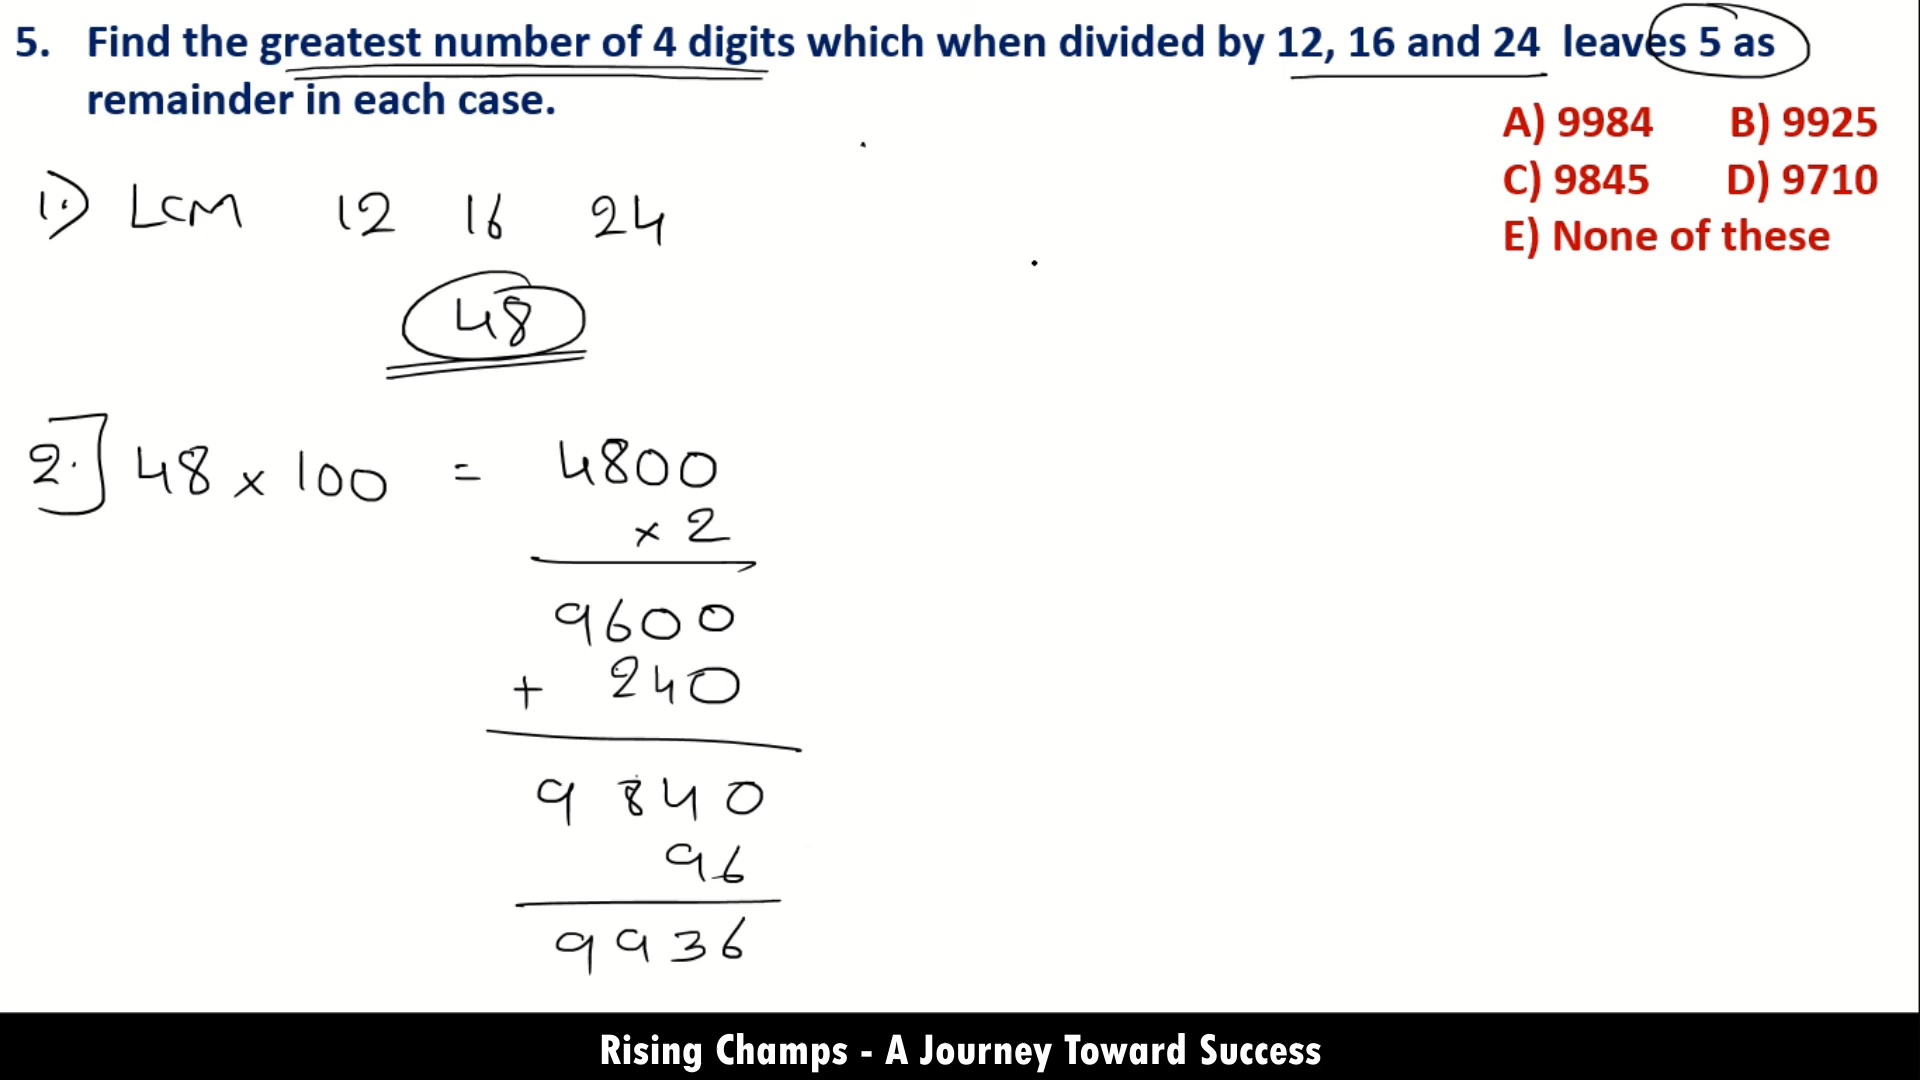 5. Find the greatest number of 4 digits which when divided by 12, 16 and 24 leaves 5 as
remainder in each case.
A) 9984 B) 9925
C) 9845 D) 9710
E) None of these
1.) LCM 12 16 24
48
2.] 48 x 100 = 4800
x 2
9600
+ 240
9840
96
9936
Rising Champs - A Journey Toward Success